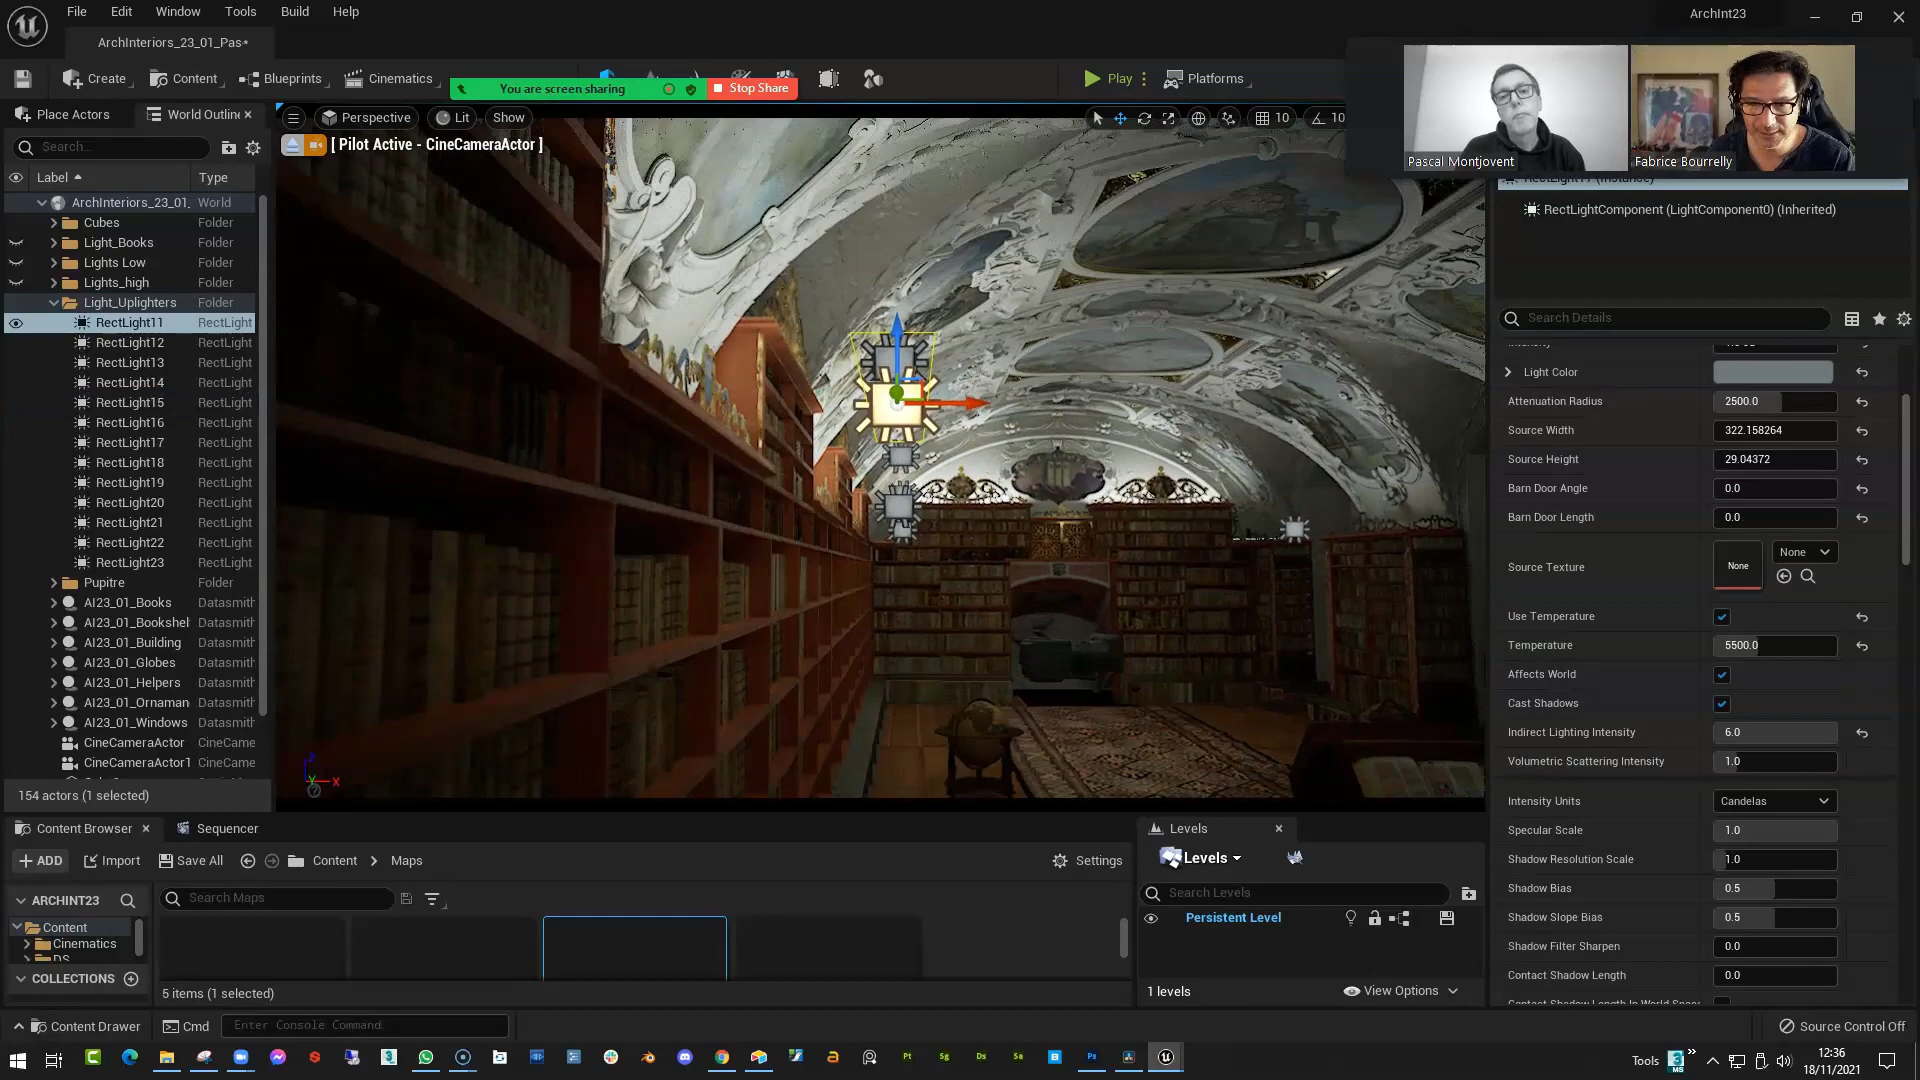 File Edit Window Tools Build Help
ArchInt23
ArchInteriors_23_01_Pas*
Create Content Blueprints Cinematics Play Platforms
You are screen sharing Stop Share
Place Actors World Outline
Perspective Lit Show 10 10
Search...
[ Pilot Active - CineCameraActor ]
Pascal Montjovent
Fabrice Bourrelly
Label Type
ArchInteriors_23_01. World
Cubes Folder
Light_Books Folder
Lights Low Folder
Lights_high Folder
Light_Uplighters Folder
RectLight11 RectLight
RectLight12 RectLight
RectLight13 RectLight
RectLight14 RectLight
RectLight15 RectLight
RectLight16 RectLight
RectLight17 RectLight
RectLight18 RectLight
RectLight19 RectLight
RectLight20 RectLight
RectLight21 RectLight
RectLight22 RectLight
RectLight23 RectLight
Pupitre Folder
AI23_01_Books Datasmith
AI23_01_Bookshel Datasmith
AI23_01_Building Datasmith
AI23_01_Globes Datasmith
AI23_01_Helpers Datasmith
AI23_01_Ornaman Datasmith
AI23_01_Windows Datasmith
CineCameraActor CineCame
CineCameraActor1 CineCame
154 actors (1 selected)
X
RectLightComponent (LightComponent0) (Inherited)
Search Details
Light Color
Attenuation Radius 2500.0
Source Width 322.158264
Source Height 29.04372
Barn Door Angle 0.0
Barn Door Length 0.0
Source Texture None None
Use Temperature
Temperature 5500.0
Affects World
Cast Shadows
Indirect Lighting Intensity 6.0
Volumetric Scattering Intensity 1.0
Intensity Units Candelas
Specular Scale 1.0
Shadow Resolution Scale 1.0
Shadow Bias 0.5
Shadow Slope Bias 0.5
Shadow Filter Sharpen 0.0
Contact Shadow Length 0.0
Content Browser Sequencer
ADD Import Save All Content Maps Settings
ARCHINT23
Search Maps
Content
Cinematics
DS
COLLECTIONS
5 items (1 selected)
Levels
Levels
Search Levels
Persistent Level
1 levels View Options
Content Drawer Cmd Enter Console Command Source Control Off
Pt Sg Ds Sa Ps
Tools
12:36
18/11/2021